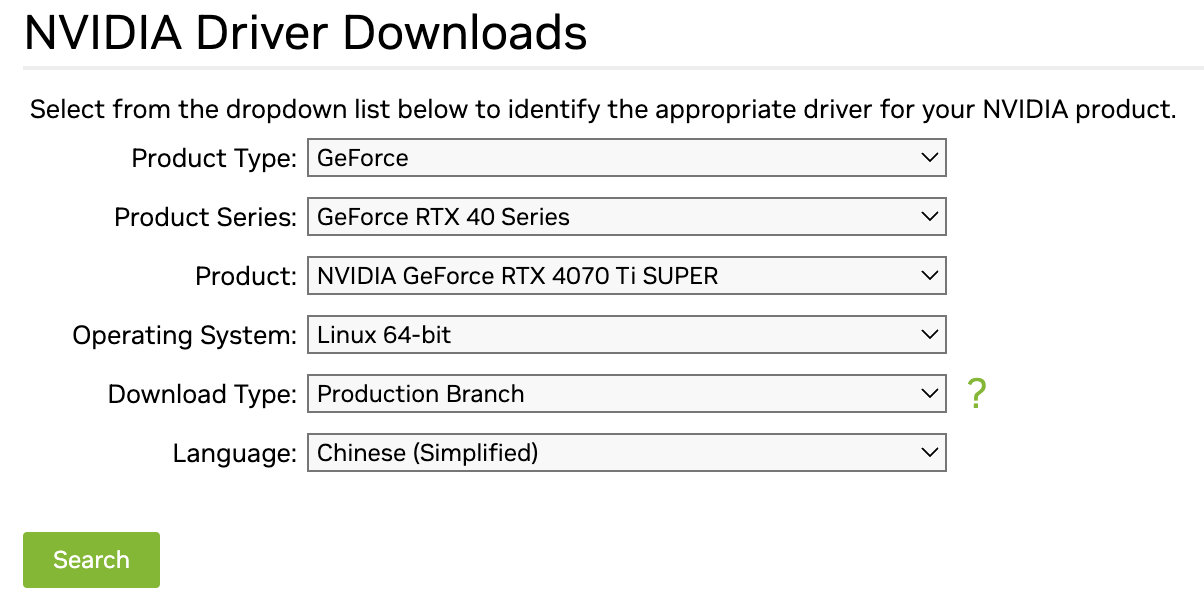 NVIDIA Driver Downloads
Select from the dropdown list below to identify the appropriate driver for your NVIDIA product.
Product Type: GeForce
Product Series: GeForce RTX 40 Series
Product: NVIDIA GeForce RTX 4070 Ti SUPER
Operating System: Linux 64-bit
Download Type: Production Branch ?
Language: Chinese (Simplified)
Search